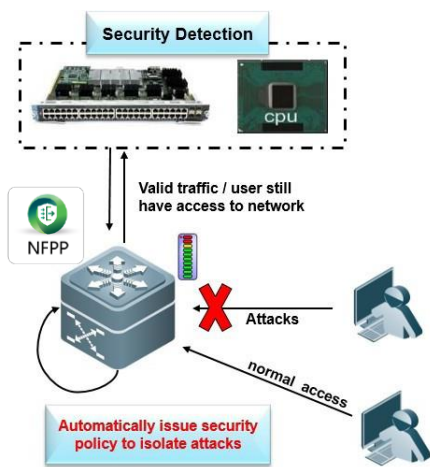 Security Detection
cpu
Valid traffic / user still
have access to network
NFPP
Attacks
normal access
Automatically issue security
policy to isolate attacks